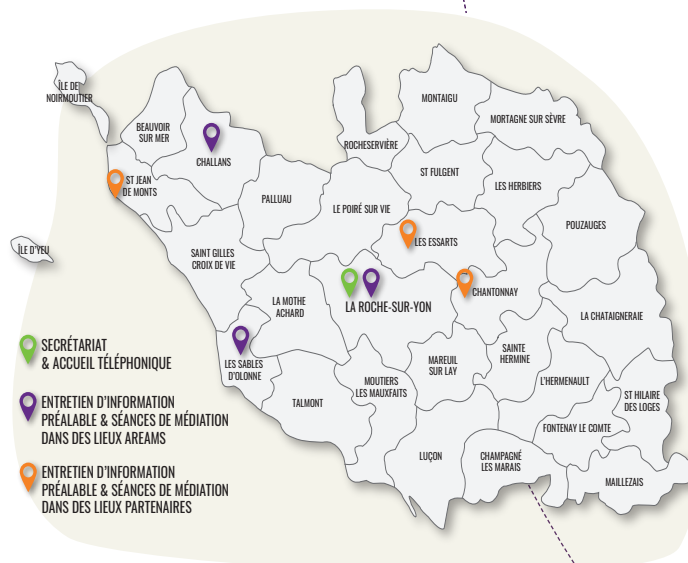 ÎLE DE
NOIRMOUTIER
BEAUVOIR
SUR MER
CHALLANS
ST JEAN
DE MONTS
ÎLE D'YEU
ROCHESERVIÈRE
MONTAIGU
MORTAGNE SUR SÈVRE
PALLUAU
LE POIRÉ SUR VIE
ST FULGENT
LES HERBIERS
POUZAUGES
SAINT GILLES
CROIX DE VIE
LES ESSARTS
LA MOTHE
ACHARD
LA ROCHE-SUR-YON
CHANTONNAY
LA CHATAIGNERAIE
LES SABLES
D'OLONNE
TALMONT
MOUTIERS
LES MAUXFAITS
MAREUIL
SUR LAY
SAINTE
HERMINE
L'HERMENAULT
ST HILAIRE
DES LOGES
FONTENAY LE COMTE
LUÇON
CHAMPAGNÉ
LES MARAIS
MAILLEZAIS
SECRÉTARIAT
& ACCUEIL TÉLÉPHONIQUE
ENTRETIEN D'INFORMATION
PRÉALABLE & SÉANCES DE MÉDIATION
DANS DES LIEUX AREAMS
ENTRETIEN D'INFORMATION
PRÉALABLE & SÉANCES DE MÉDIATION
DANS DES LIEUX PARTENAIRES